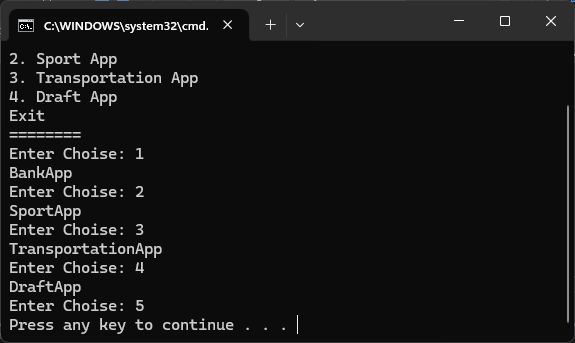 C:\WINDOWS\system32\cmd.
2. Sport App
3. Transportation App
4. Draft App
Exit
========
Enter Choise: 1
BankApp
Enter Choise: 2
SportApp
Enter Choise: 3
TransportationApp
Enter Choise: 4
DraftApp
Enter Choise: 5
Press any key to continue . . .